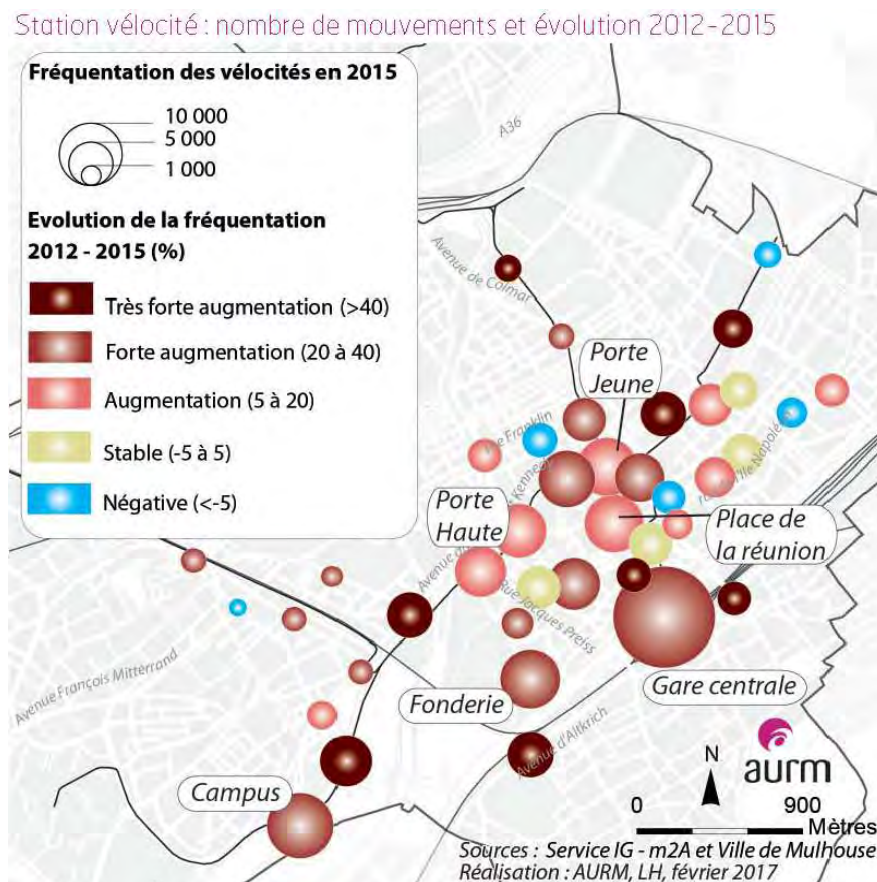 Station vélocité : nombre de mouvements et évolution 2012-2015
Fréquentation des vélocités en 2015
10 000
5 000
1 000
Evolution de la fréquentation
2012 - 2015 (%)
Très forte augmentation (>40)
Forte augmentation (20 à 40)
Augmentation (5 à 20)
Stable (-5 à 5)
Négative (<-5)
A36
Avenue de Colmar
Porte
Jeune
Franklin
Kennedy
Porte
Haute
Place de
la réunion
Avenue
Rue Jacques Preiss
Avenue François Mitterrand
Fonderie
Gare centrale
Avenue d'Altkrich
Campus
N
aurm
0 900
Mètres
Sources : Service IG - m2A et Ville de Mulhouse
Réalisation : AURM, LH, février 2017